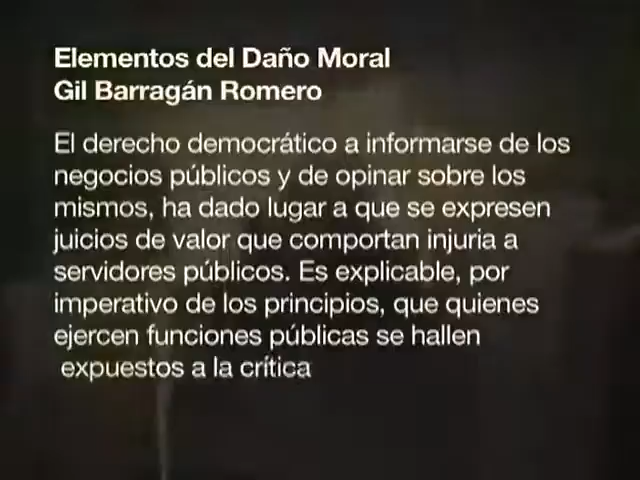 Elementos del Daño Moral
Gil Barragán Romero
El derecho democrático a informarse de los
negocios públicos y de opinar sobre los
mismos, ha dado lugar a que se expresen
juicios de valor que comportan injuria a
servidores públicos. Es explicable, por
imperativo de los principios, que quienes
ejercen funciones públicas se hallen
expuestos a la crítica